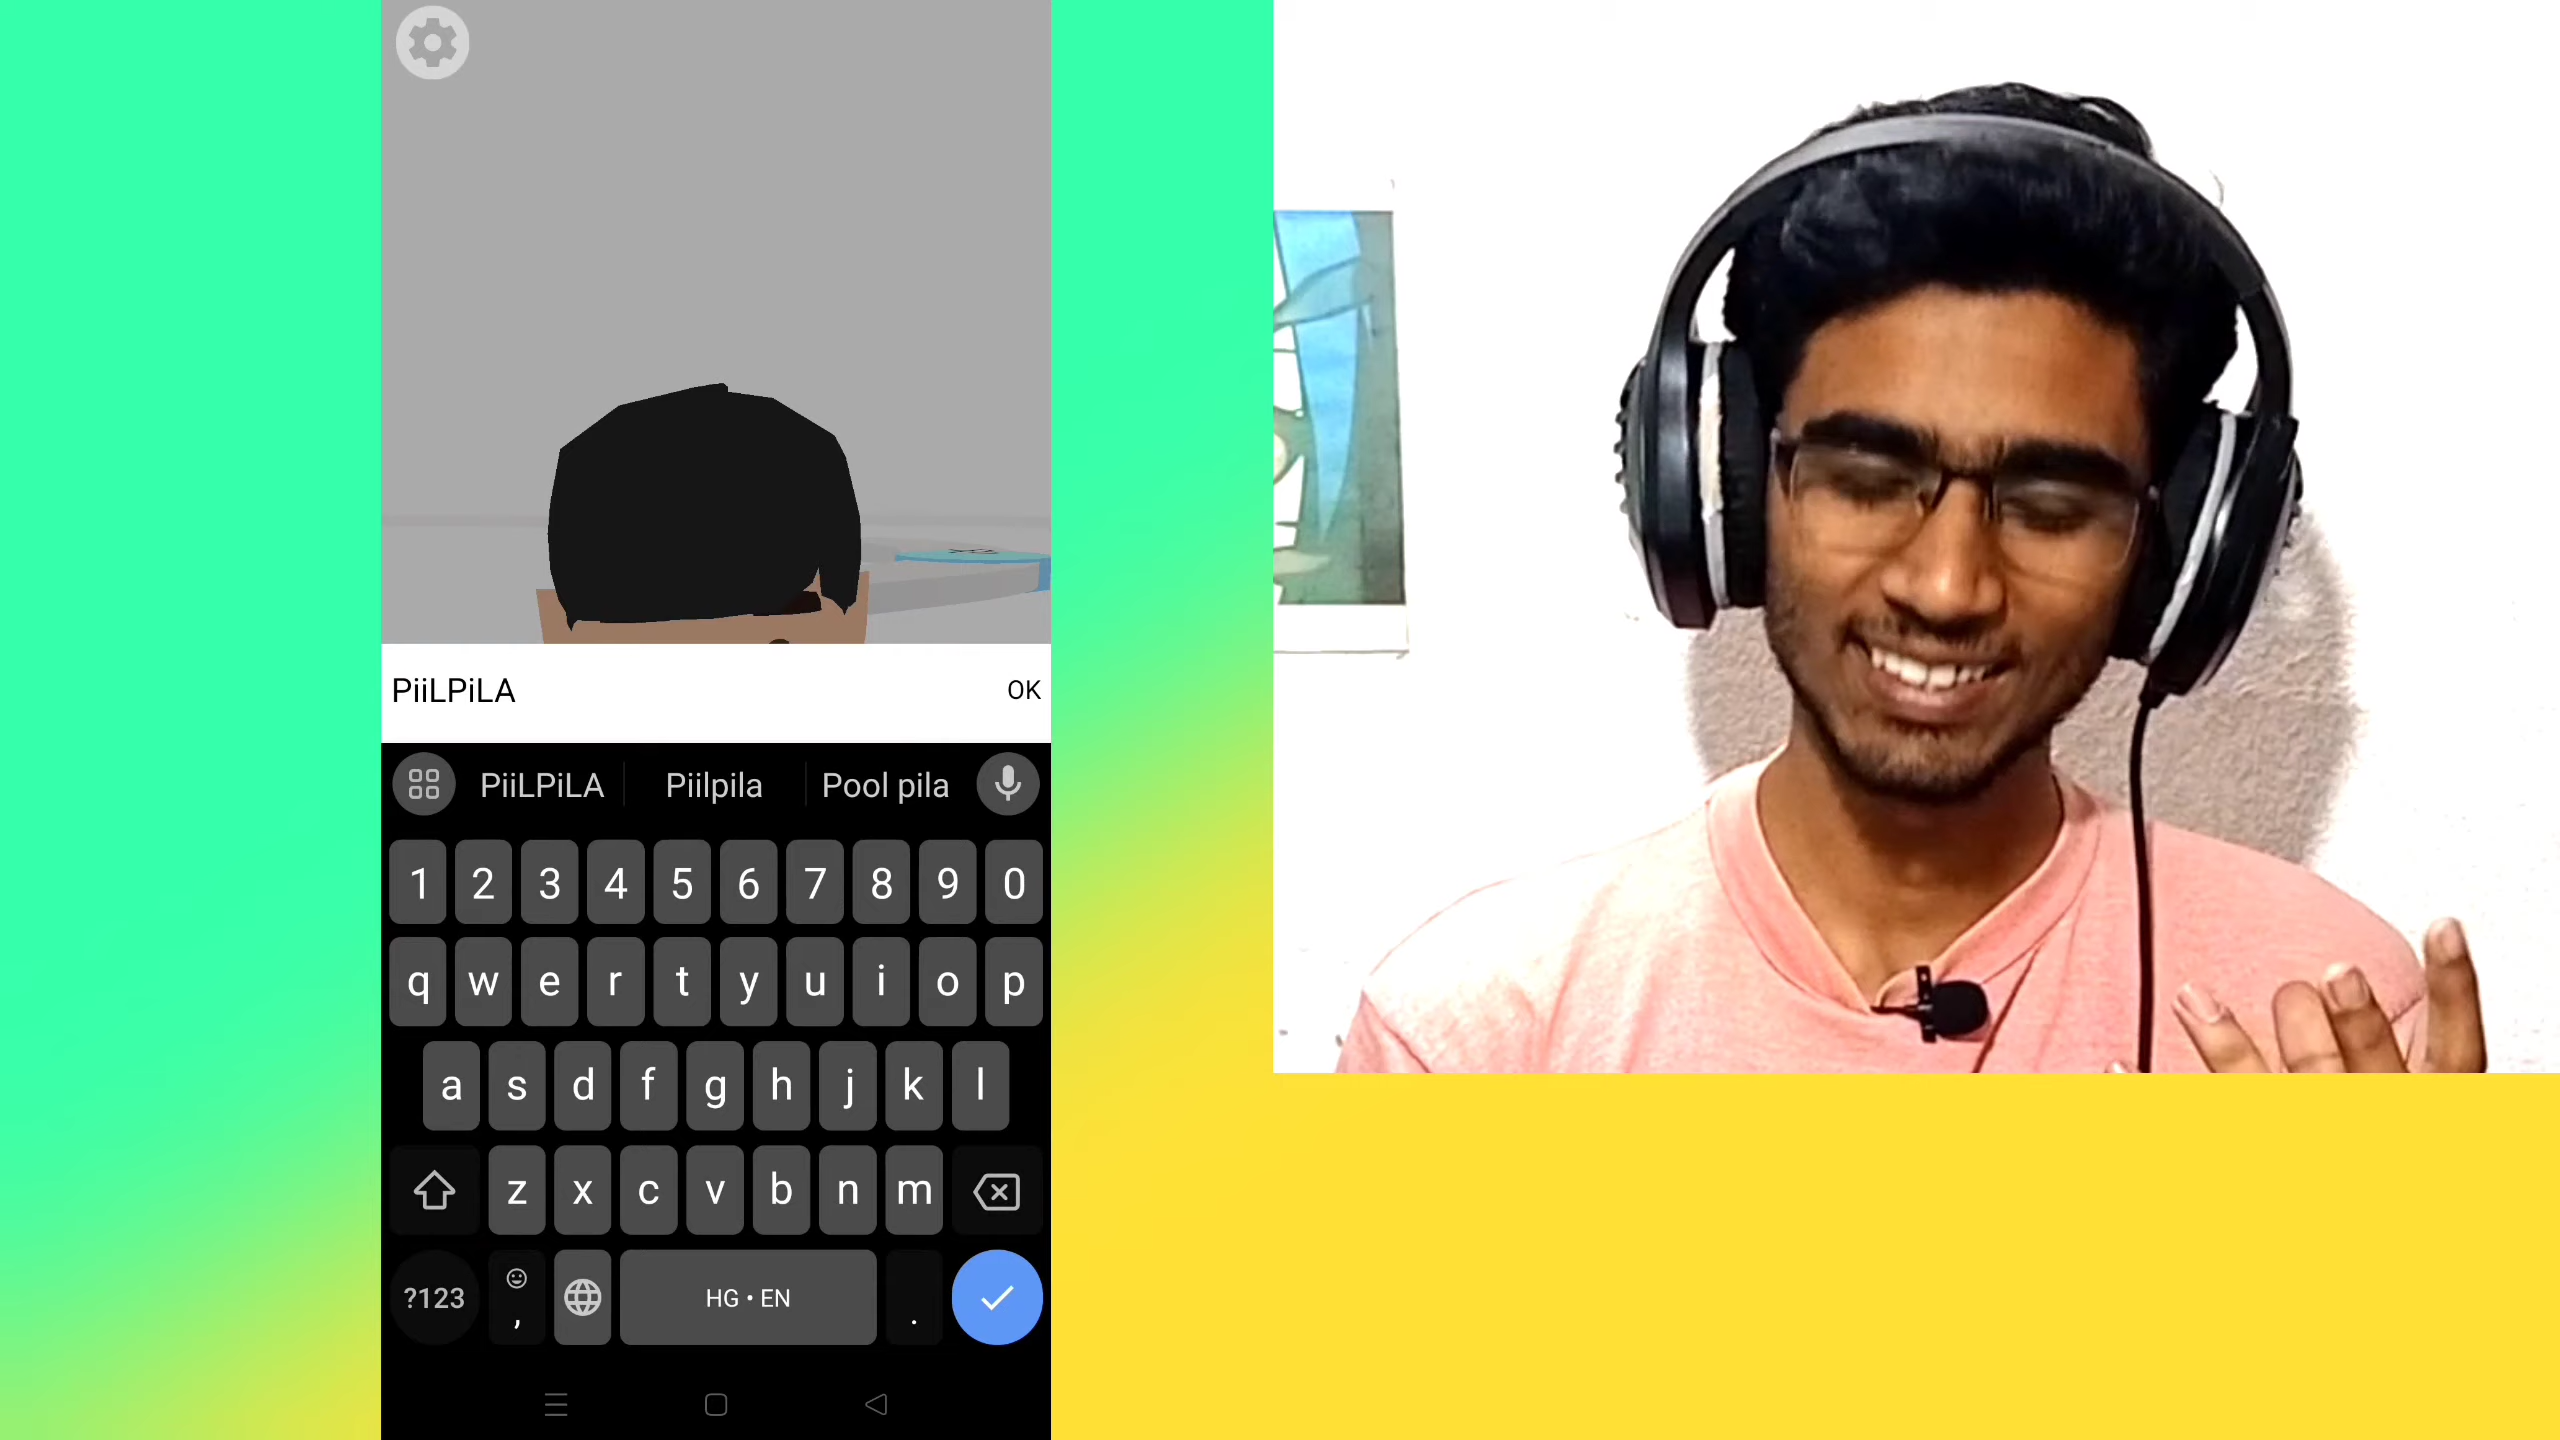 PiiLPiLA OK
PiiLPiLA Piilpila Pool pila
1 2 3 4 5 6 7 8 9 0
q w e r t y u i o p
a s d f g h j k l
z x c v b n m
?123 , HG • EN .